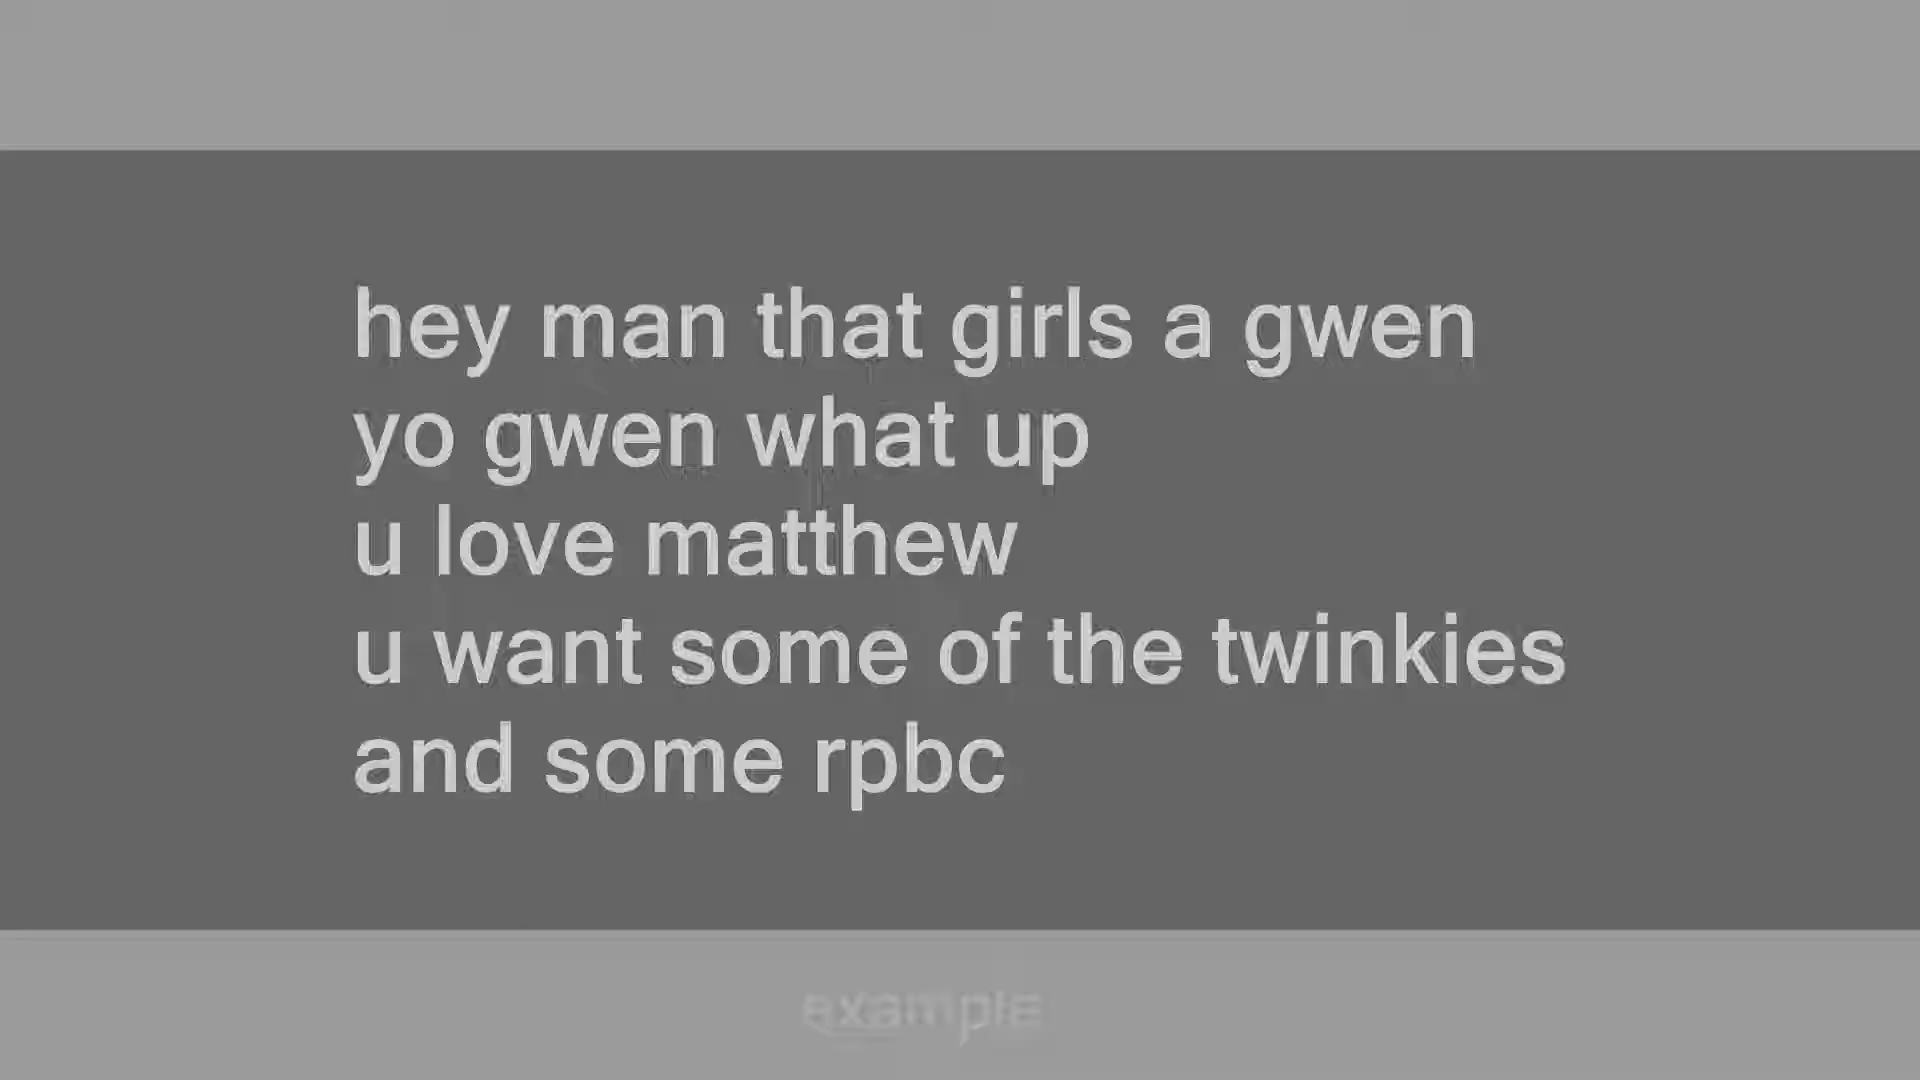 hey man that girls a gwen
yo gwen what up
u love matthew
u want some of the twinkies
and some rpbc
example